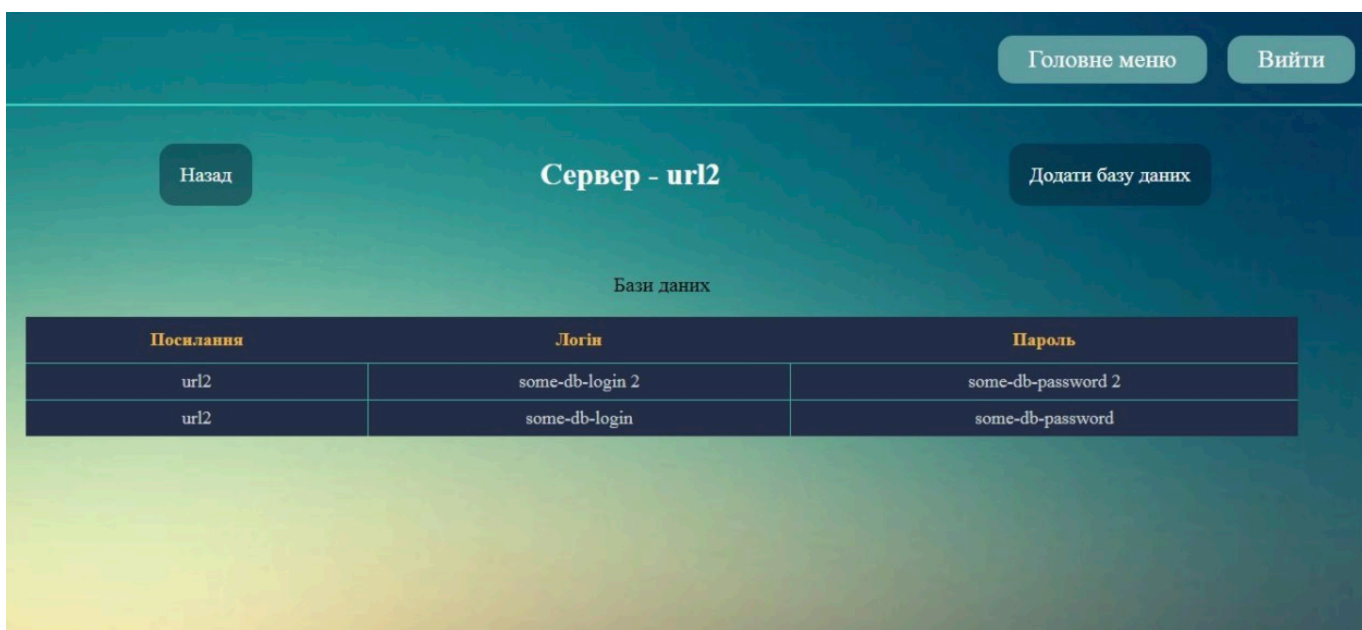 Головне меню Вийти
Назад Сервер - url2 Додати базу даних
Бази даних
Посилання Логін Пароль
url2 some-db-login 2 some-db-password 2
url2 some-db-login some-db-password